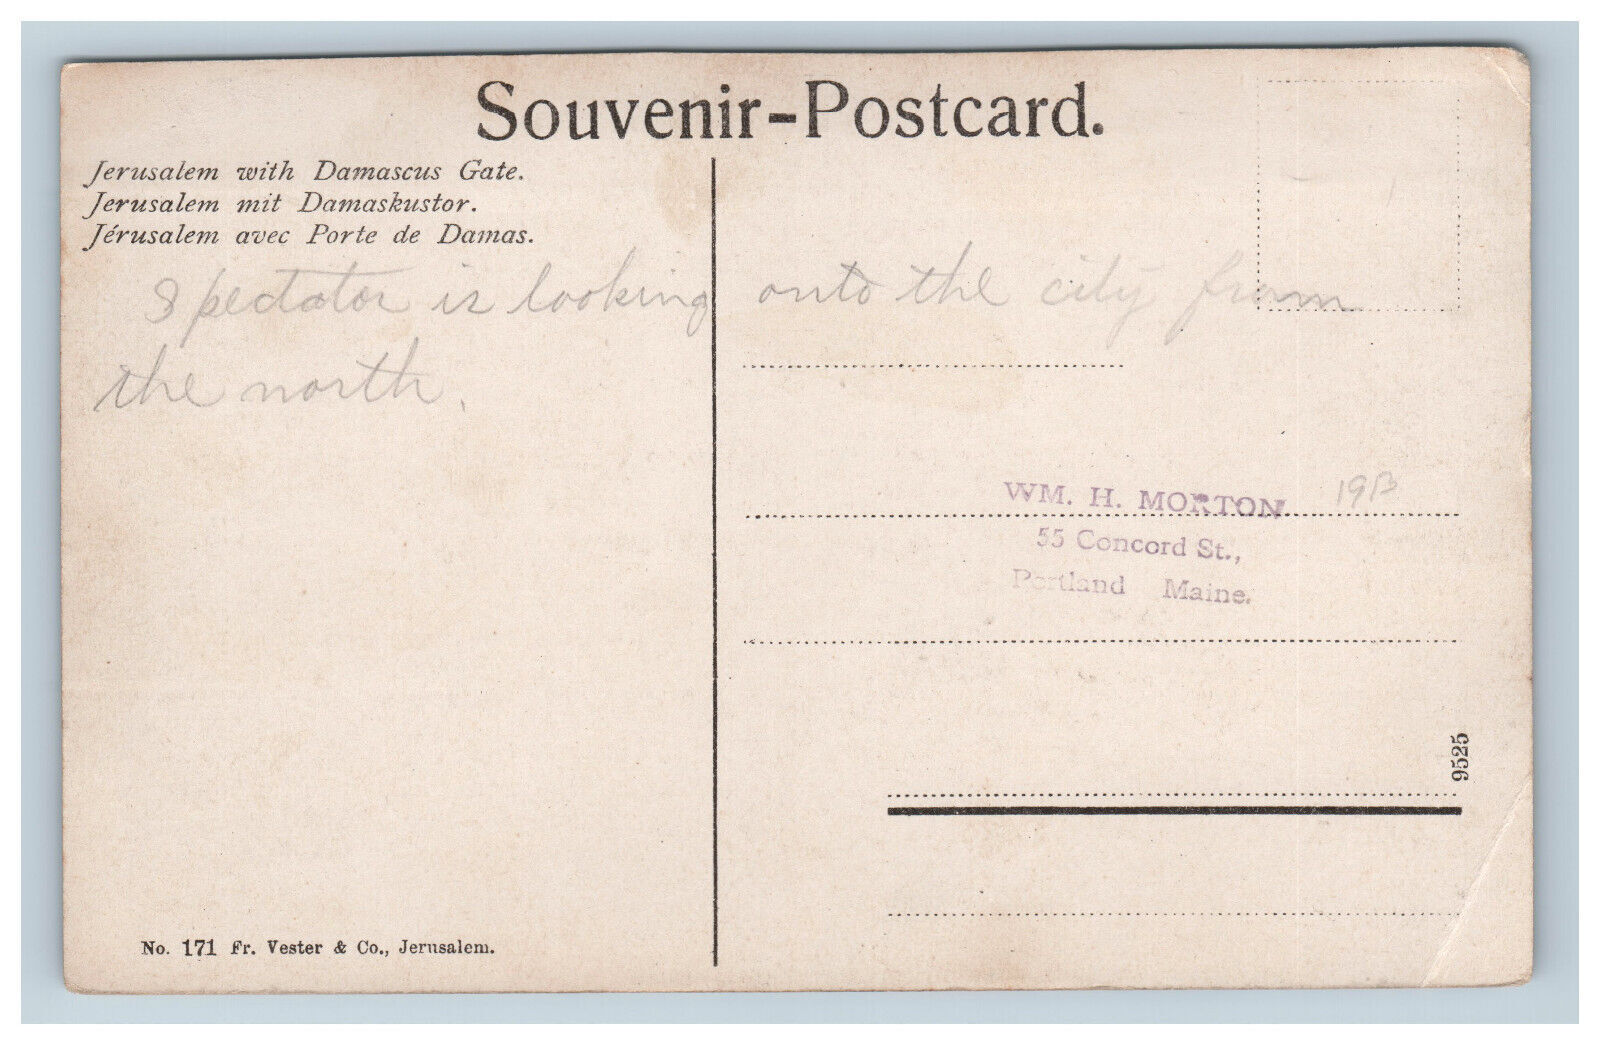 Souvenir-Postcard.
Jerusalem with Damascus Gate.
Jerusalem mit Damaskustor.
Jérusalem avec Porte de Damas.
Spectator is looking onto the city from
the north.
WM. H. MORTON
55 Concord St.,
Portland Maine.
9525
No. 171 Fr. Vester & Co., Jerusalem.